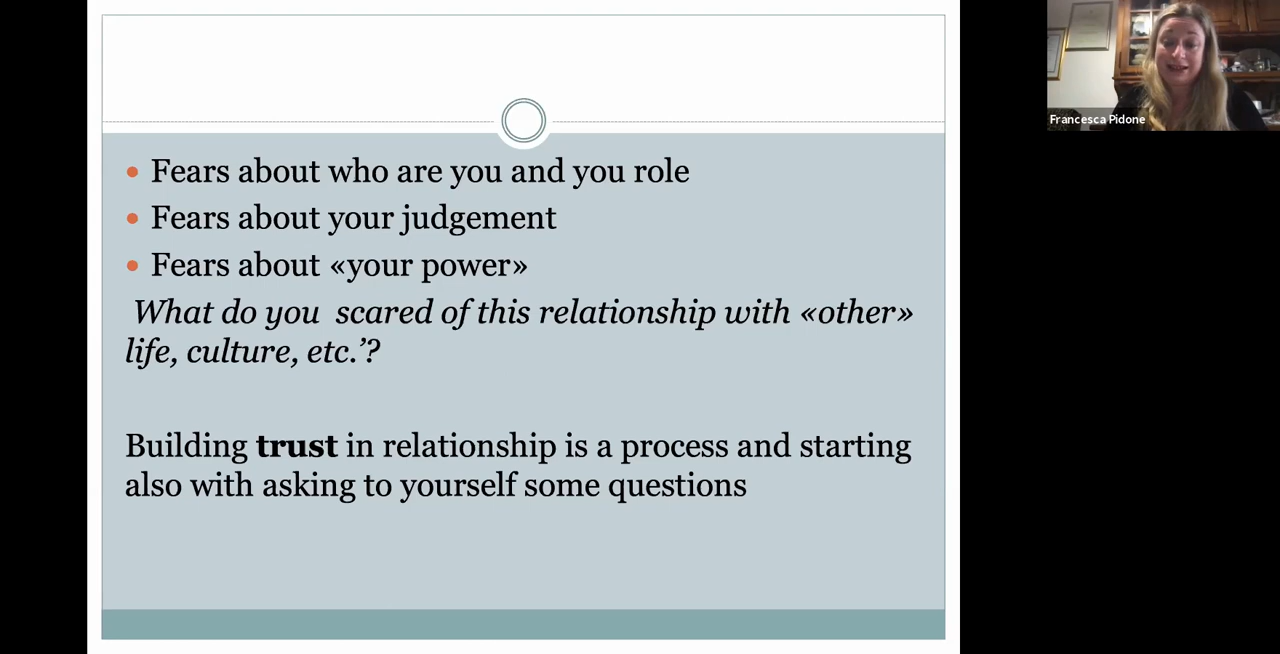 Fears about who are you and you role
Fears about your judgement
Fears about «your power»
What do you scared of this relationship with «other»
life, culture, etc.’?
Building trust in relationship is a process and starting
also with asking to yourself some questions
Francesca Pidone